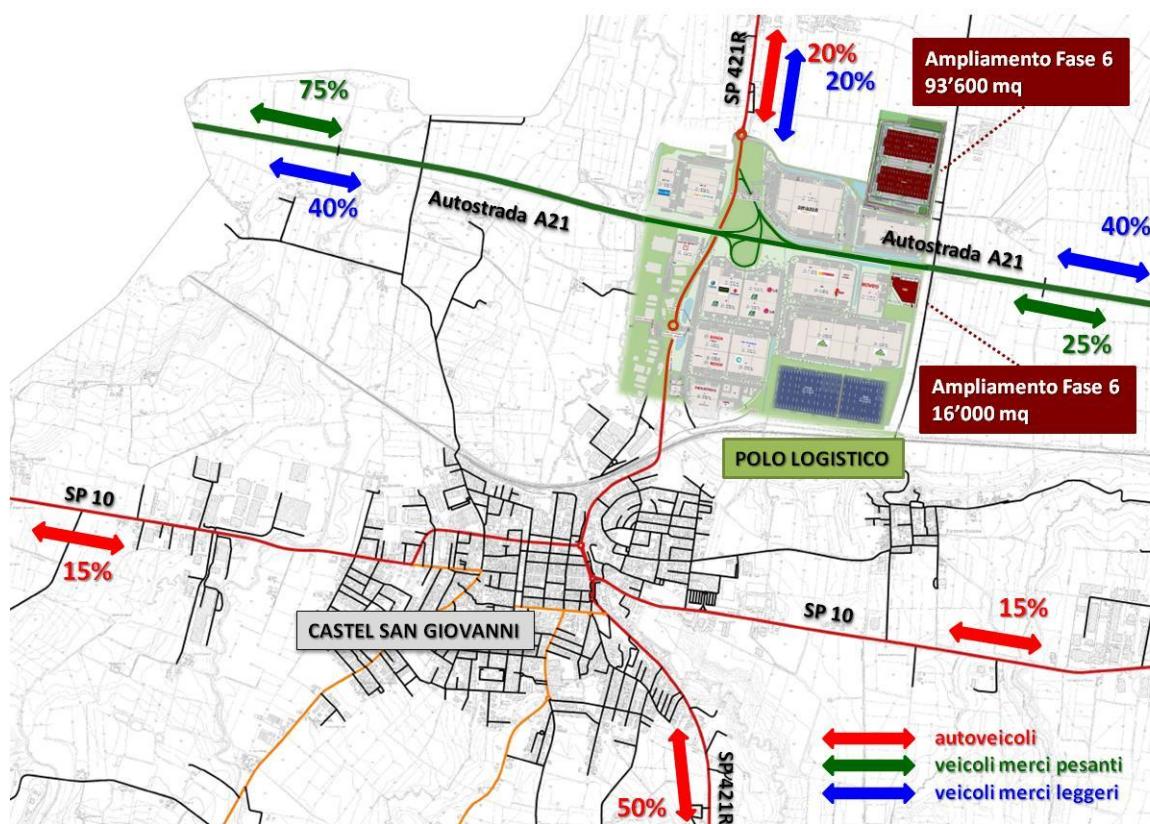 SP 421R
20%
20%
Ampliamento Fase 6
93’600 mq
75%
40%
Autostrada A21
Autostrada A21
40%
25%
Ampliamento Fase 6
16’000 mq
POLO LOGISTICO
SP 10
15%
CASTEL SAN GIOVANNI
SP 10
15%
SP 421R
50%
autoveicoli
veicoli merci pesanti
veicoli merci leggeri